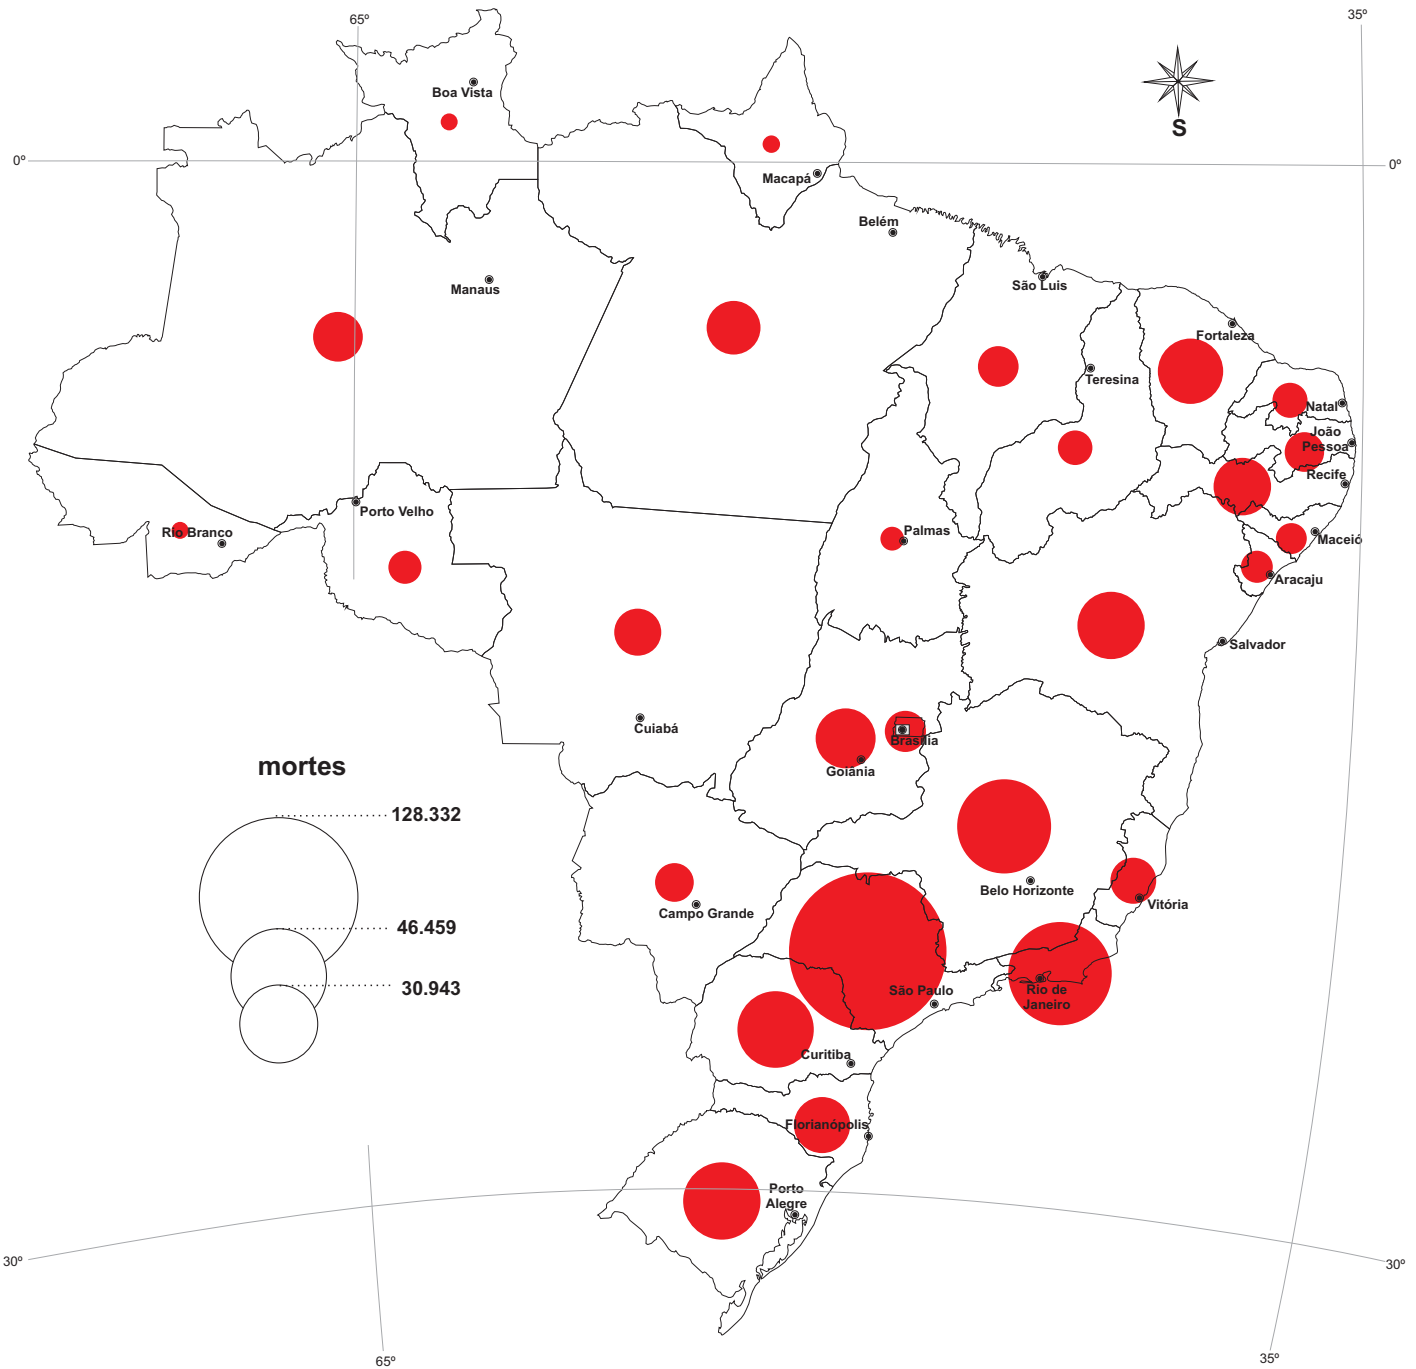 65º
35º
Boa Vista
S
0º
0º
Macapá
Belém
São Luis
Manaus
Fortaleza
Teresina
Natal
João
Pessoa
Recife
Porto Velho
Rio Branco
Palmas
Maceió
Aracaju
Salvador
Cuiabá
Brasília
Goiânia
mortes
128.332
46.459
30.943
Belo Horizonte
Vitória
Campo Grande
São Paulo
Rio de
Janeiro
Curitiba
Florianópolis
Porto
Alegre
30º
30º
65º
35º